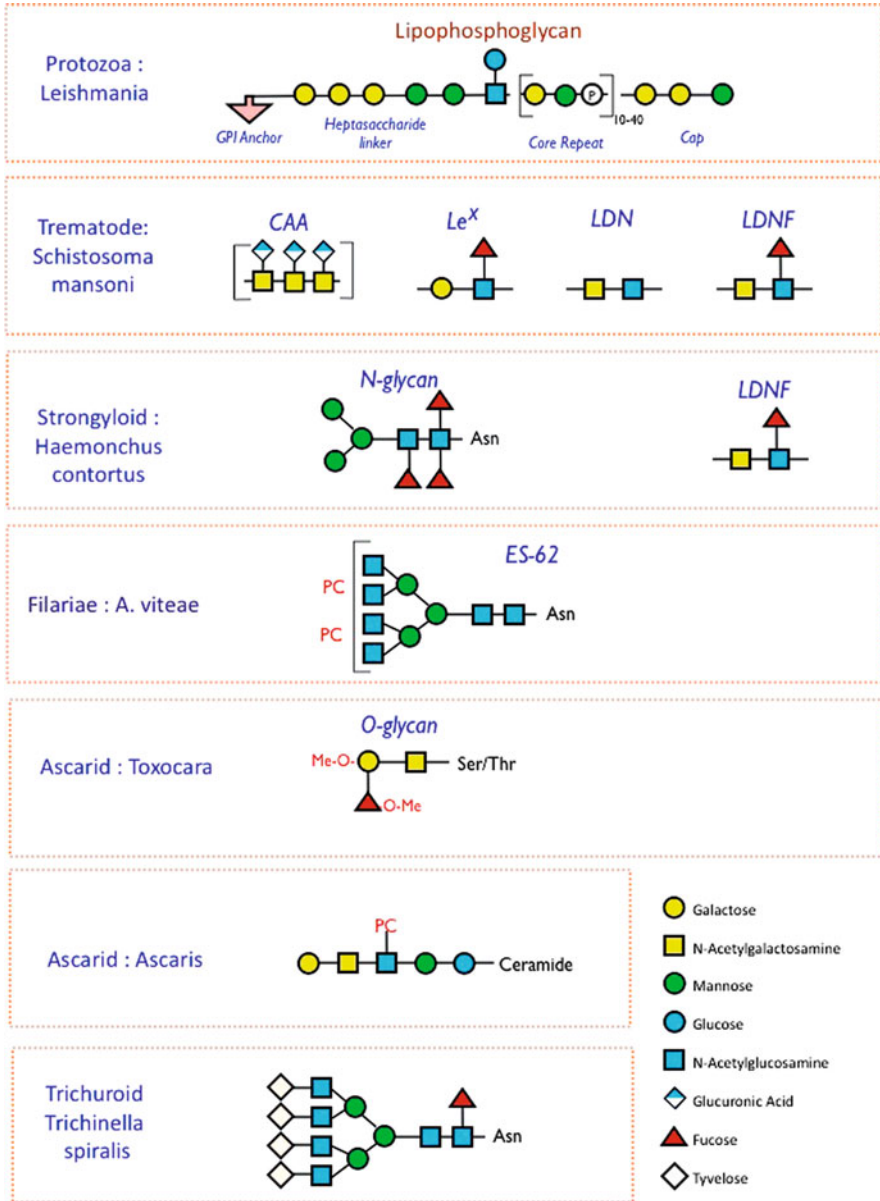 Lipophosphoglycan
Protozoa :
Leishmania
P
10-40
GPI Anchor
Heptasaccharide
linker
Core Repeat
Cap
Trematode:
Schistosoma
mansoni
CAA
Leˣ
LDN
LDNF
Strongyloid :
Haemonchus
contortus
N-glycan
Asn
LDNF
Filariae : A. viteae
ES-62
PC
PC
Asn
Ascarid : Toxocara
O-glycan
Me-O-
Ser/Thr
O-Me
Ascarid : Ascaris
PC
Ceramide
Trichuroid
Trichinella
spiralis
Asn
Galactose
N-Acetylgalactosamine
Mannose
Glucose
N-Acetylglucosamine
Glucuronic Acid
Fucose
Tyvelose